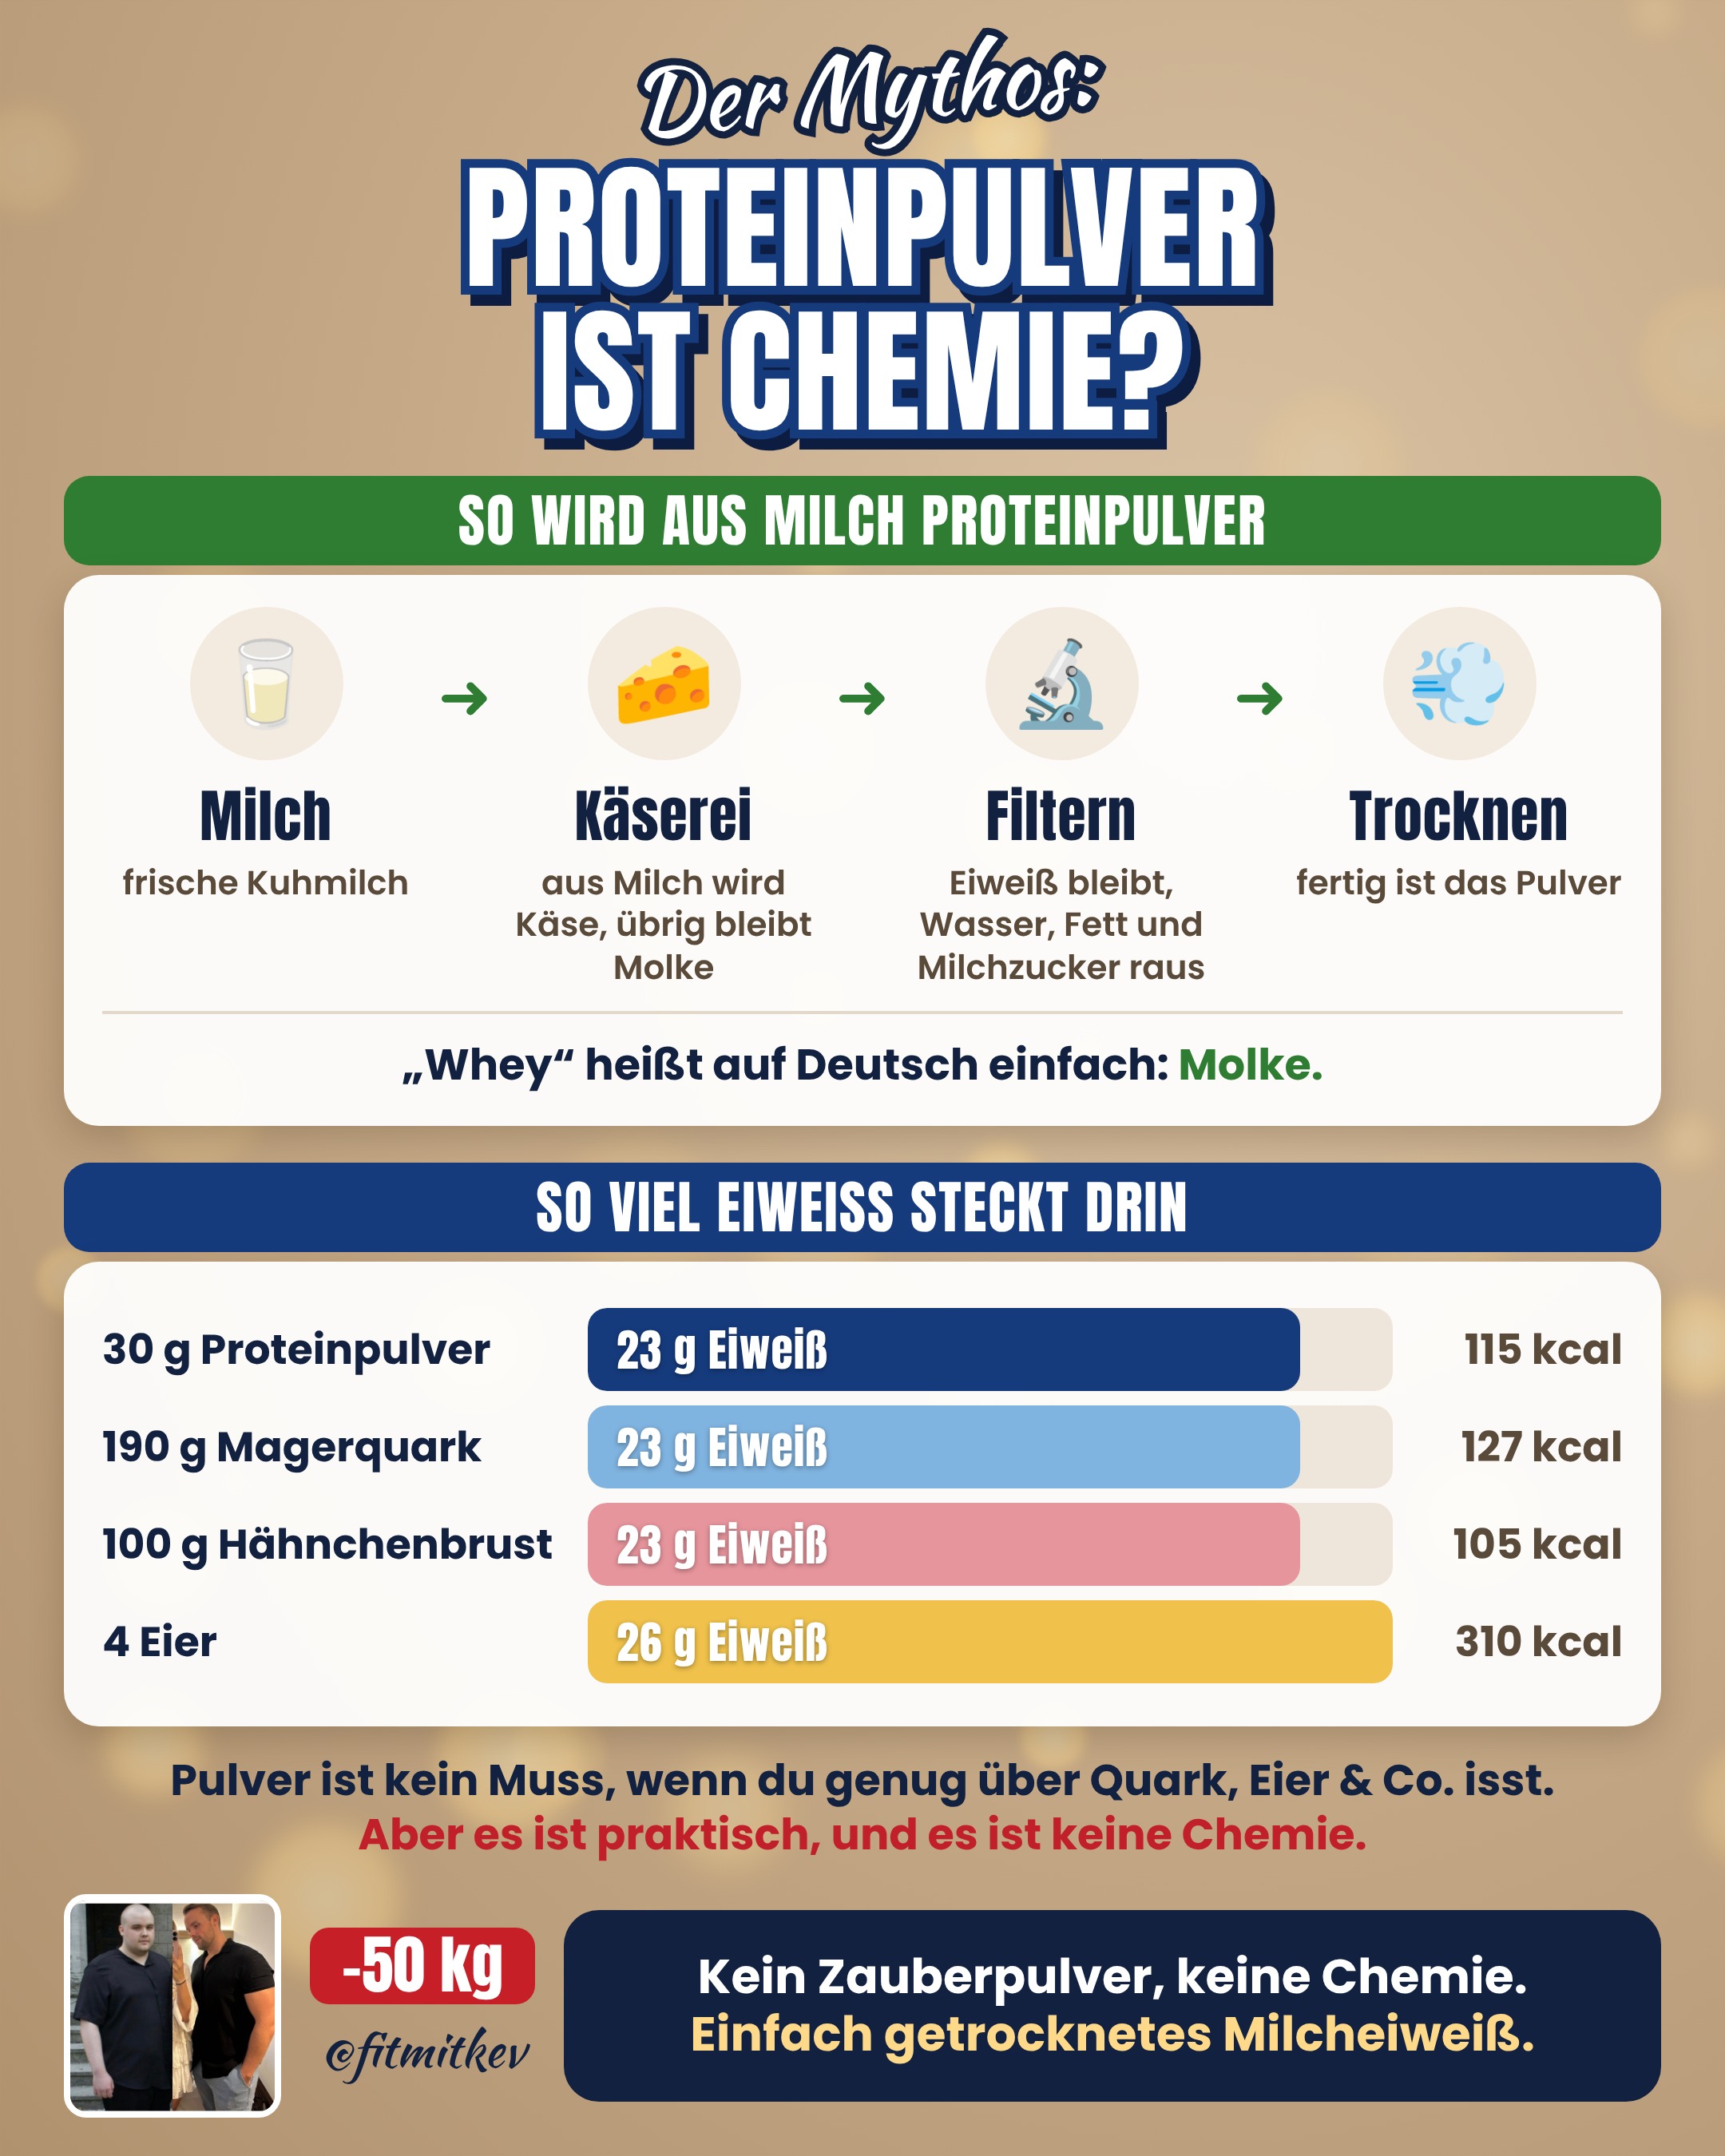 Der Mythos:
PROTEINPULVER
IST CHEMIE?
SO WIRD AUS MILCH PROTEINPULVER
Milch
frische Kuhmilch
Käserei
aus Milch wird
Käse, übrig bleibt
Molke
Filtern
Eiweiß bleibt,
Wasser, Fett und
Milchzucker raus
Trocknen
fertig ist das Pulver
„Whey“ heißt auf Deutsch einfach: Molke.
SO VIEL EIWEISS STECKT DRIN
30 g Proteinpulver 23 g Eiweiß 115 kcal
190 g Magerquark 23 g Eiweiß 127 kcal
100 g Hähnchenbrust 23 g Eiweiß 105 kcal
4 Eier 26 g Eiweiß 310 kcal
Pulver ist kein Muss, wenn du genug über Quark, Eier & Co. isst.
Aber es ist praktisch, und es ist keine Chemie.
-50 kg
@fitmitkev
Kein Zauberpulver, keine Chemie.
Einfach getrocknetes Milcheiweiß.